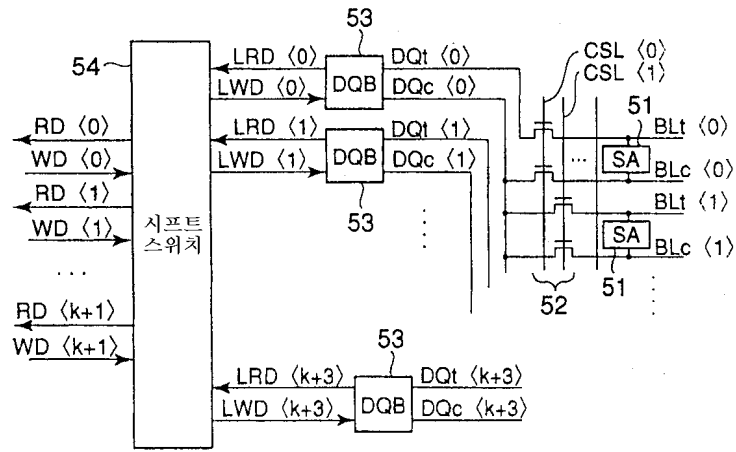 53
54
LRD〈0〉 DQB DQt〈0〉 CSL〈0〉
LWD〈0〉 DQc〈0〉 CSL〈1〉
RD〈0〉 LRD〈1〉 DQB DQt〈1〉 51 BLt〈0〉
WD〈0〉 LWD〈1〉 DQc〈1〉 ... SA
RD〈1〉 53 BLc〈0〉
WD〈1〉 시프트 BLt〈1〉
스위치 SA
... 52 51 BLc〈1〉
RD〈k+1〉
WD〈k+1〉 53
LRD〈k+3〉 DQB DQt〈k+3〉
LWD〈k+3〉 DQc〈k+3〉